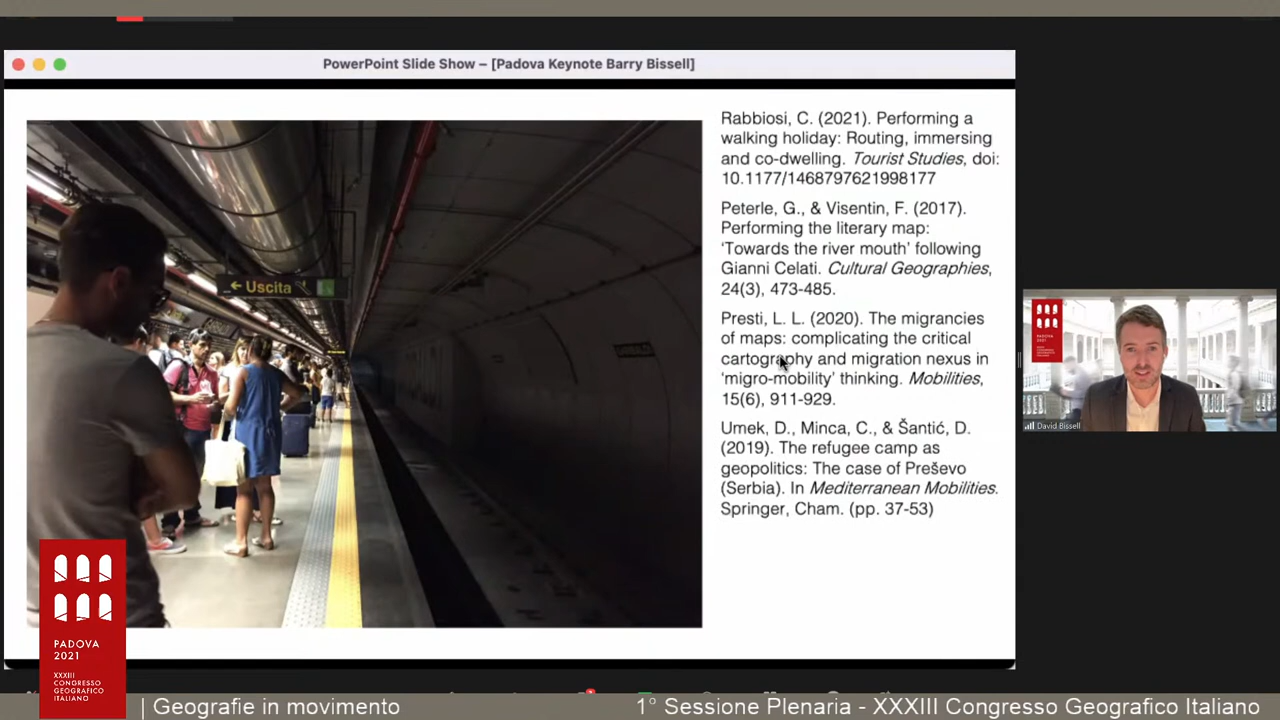 PowerPoint Slide Show – [Padova Keynote Barry Bissell]
Rabbiosi, C. (2021). Performing a
walking holiday: Routing, immersing
and co-dwelling. Tourist Studies, doi:
10.1177/1468797621998177
Peterle, G., & Visentin, F. (2017).
Performing the literary map:
‘Towards the river mouth’ following
Gianni Celati. Cultural Geographies,
24(3), 473-485.
Presti, L. L. (2020). The migrancies
of maps: complicating the critical
cartography and migration nexus in
‘migro-mobility’ thinking. Mobilities,
15(6), 911-929.
Umek, D., Minca, C., & Šantić, D.
(2019). The refugee camp as
geopolitics: The case of Preševo
(Serbia). In Mediterranean Mobilities.
Springer, Cham. (pp. 37-53)
← Uscita
PADOVA
2021
David Bissell
PADOVA
2021
XXXIII
CONGRESSO
GEOGRAFICO
ITALIANO
| Geografie in movimento
1° Sessione Plenaria - XXXIII Congresso Geografico Italiano